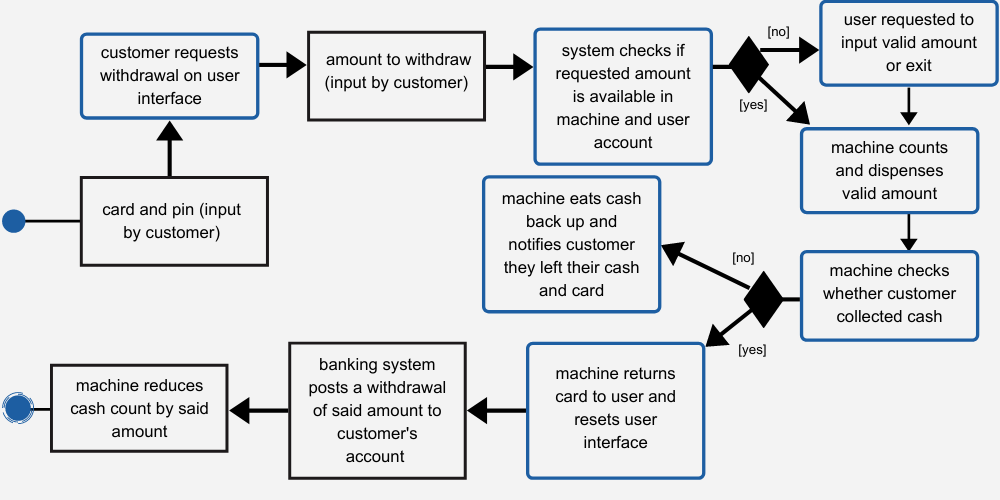 customer requests
withdrawal on user
interface
amount to withdraw
(input by customer)
system checks if
requested amount
is available in
machine and user
account
[no]
[yes]
user requested to
input valid amount
or exit
machine counts
and dispenses
valid amount
card and pin (input
by customer)
machine eats cash
back up and
notifies customer
they left their cash
and card
[no]
[yes]
machine checks
whether customer
collected cash
machine reduces
cash count by said
amount
banking system
posts a withdrawal
of said amount to
customer's
account
machine returns
card to user and
resets user
interface